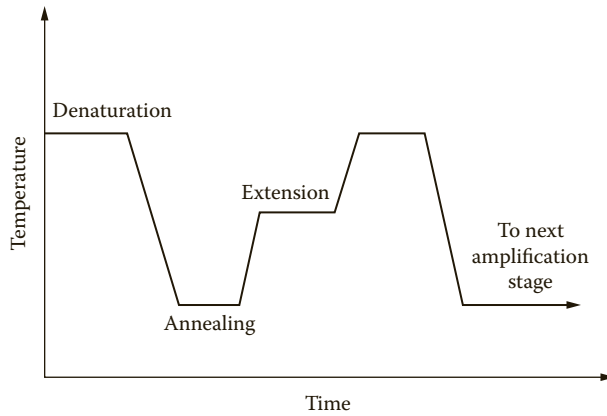 Denaturation
Temperature
Extension
To next
amplification
stage
Annealing
Time